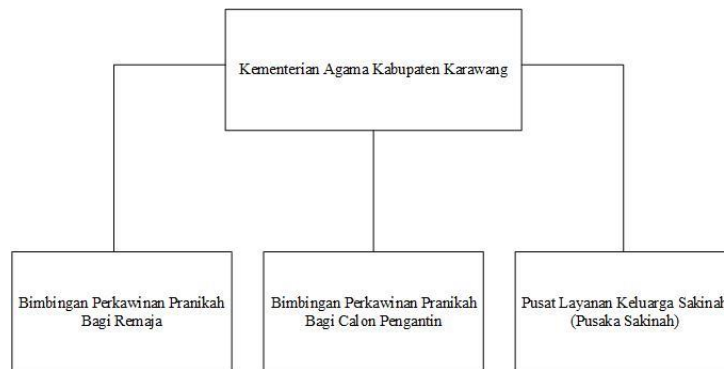 Kementerian Agama Kabupaten Karawang
Bimbingan Perkawinan Pranikah
Bagi Remaja
Bimbingan Perkawinan Pranikah
Bagi Calon Pengantin
Pusat Layanan Keluarga Sakinah
(Pusaka Sakinah)